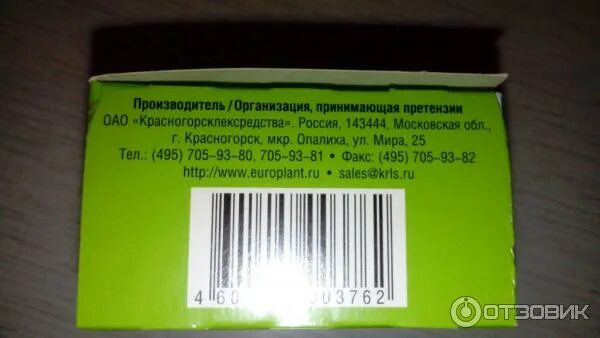 Производитель/Организация, принимающая претензии
ОАО «Красногорсклексредства». Россия, 143444, Московская обл.,
г. Красногорск, мкр. Опалиха, ул. Мира, 25
Тел.: (495) 705-93-80, 705-93-81 • Факс: (495) 705-93-82
http://www.europlant.ru • sales@krls.ru
4 60 003762
ОТЗОВИК